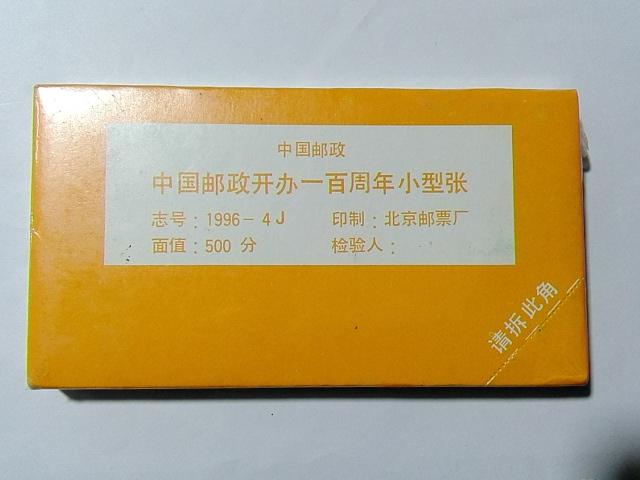 中国邮政
中国邮政开办一百周年小型张
志号：1996－4J 印制：北京邮票厂
面值：500 分 检验人：
请拆此角